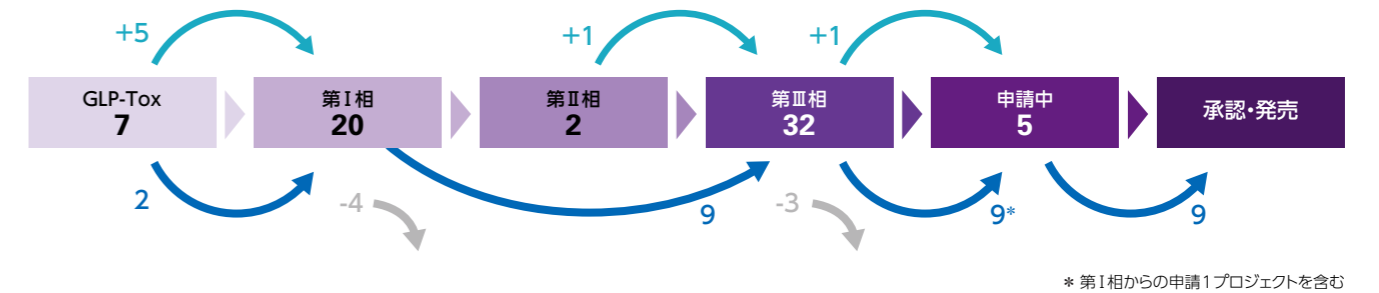 +5
+1
+1
GLP-Tox
7
第Ⅰ相
20
第Ⅱ相
2
第Ⅲ相
32
申請中
5
承認・発売
2
-4
9
-3
9*
9
* 第Ⅰ相からの申請1プロジェクトを含む